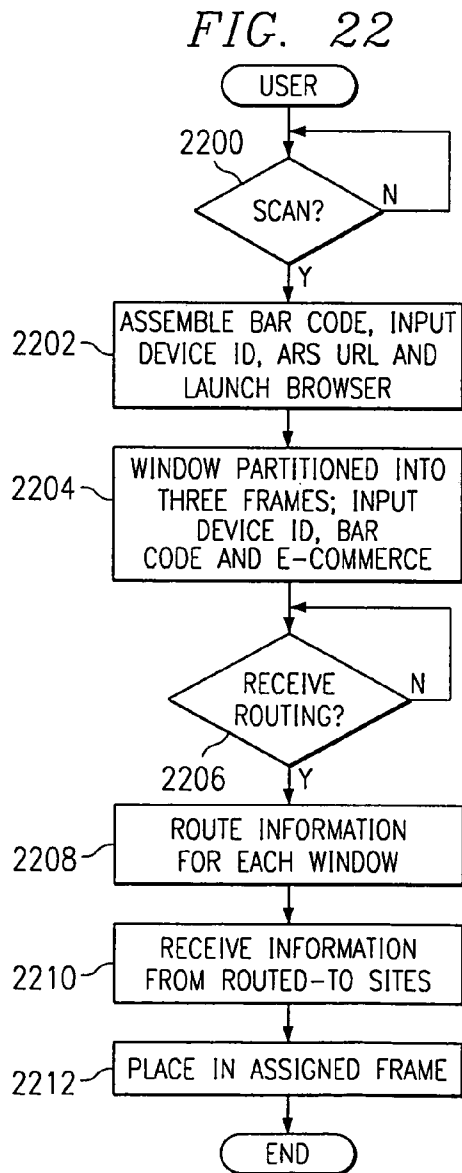 FIG. 22
USER
2200
SCAN?
N
Y
2202
ASSEMBLE BAR CODE, INPUT
DEVICE ID, ARS URL AND
LAUNCH BROWSER
2204
WINDOW PARTITIONED INTO
THREE FRAMES; INPUT
DEVICE ID, BAR
CODE AND E-COMMERCE
RECEIVE
ROUTING?
N
2206
Y
2208
ROUTE INFORMATION
FOR EACH WINDOW
2210
RECEIVE INFORMATION
FROM ROUTED-TO SITES
2212
PLACE IN ASSIGNED FRAME
END